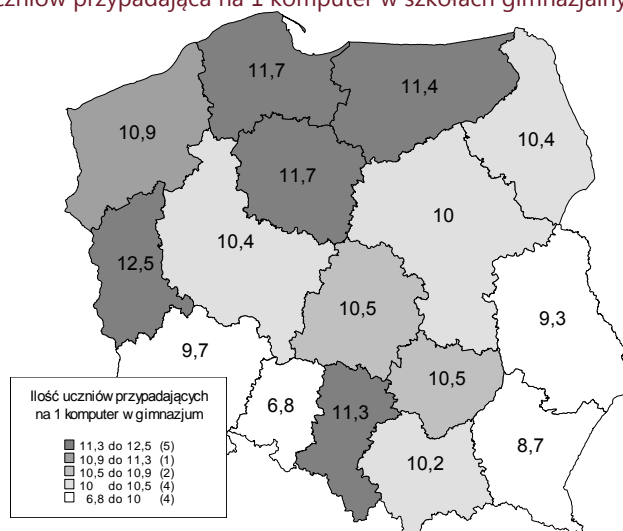 uczniów przypadająca na 1 komputer w szkołach gimnazjalny
11,7
11,4
10,9
10,4
11,7
10
10,4
12,5
10,5
9,3
9,7
10,5
6,8
11,3
8,7
10,2
Ilość uczniów przypadających
na 1 komputer w gimnazjum
11,3 do 12,5 (5)
10,9 do 11,3 (1)
10,5 do 10,9 (2)
10 do 10,5 (4)
6,8 do 10 (4)